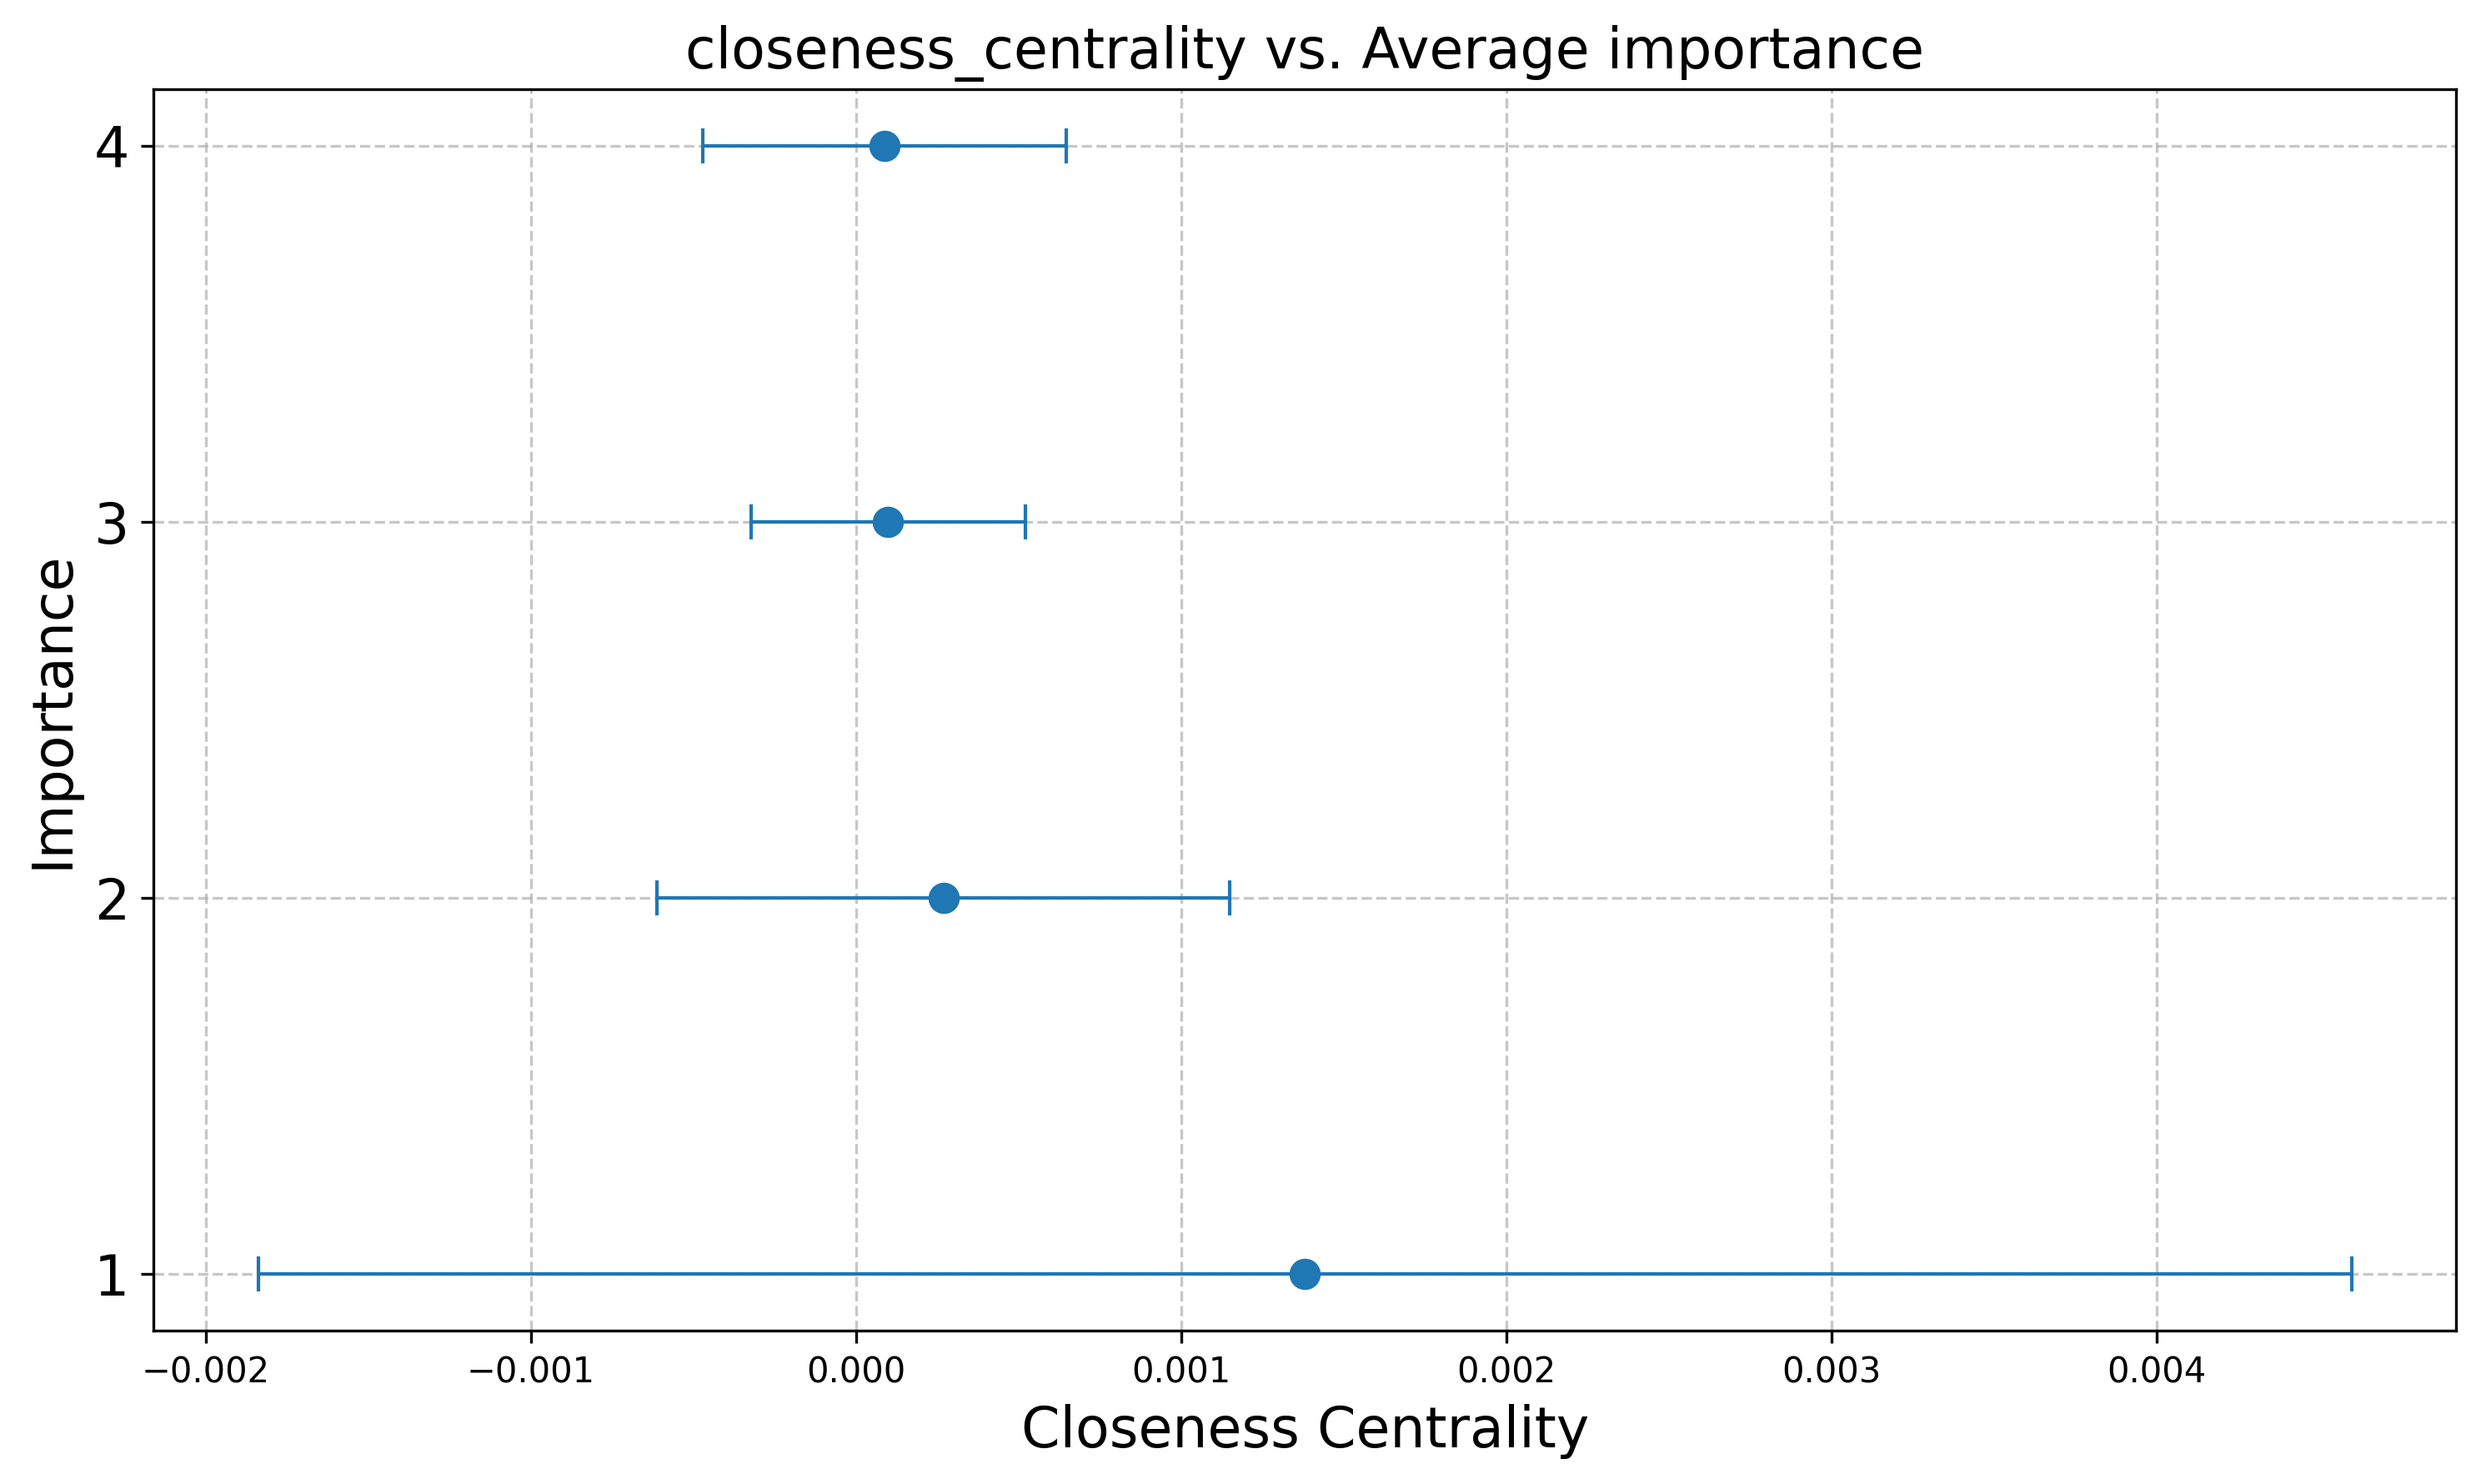 closeness_centrality vs. Average importance
Importance
4
3
2
1
−0.002 −0.001 0.000 0.001 0.002 0.003 0.004
Closeness Centrality